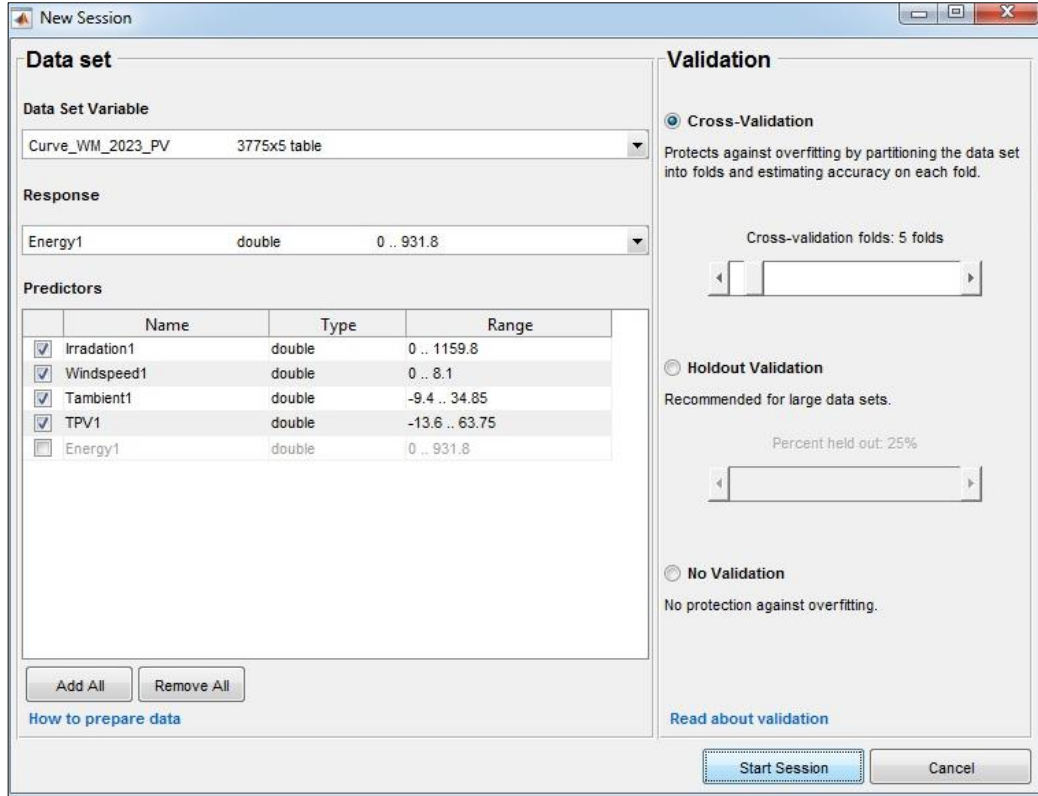 New Session
Data set
Data Set Variable
Curve_WM_2023_PV 3775x5 table
Response
Energy1 double 0 .. 931.8
Predictors
Name Type Range
Irradation1 double 0 .. 1159.8
Windspeed1 double 0 .. 8.1
Tambient1 double -9.4 .. 34.85
TPV1 double -13.6 .. 63.75
Energy1 double 0 .. 931.8
Add All Remove All
How to prepare data
Validation
Cross-Validation
Protects against overfitting by partitioning the data set
into folds and estimating accuracy on each fold.
Cross-validation folds: 5 folds
Holdout Validation
Recommended for large data sets.
Percent held out: 25%
No Validation
No protection against overfitting.
Read about validation
Start Session Cancel